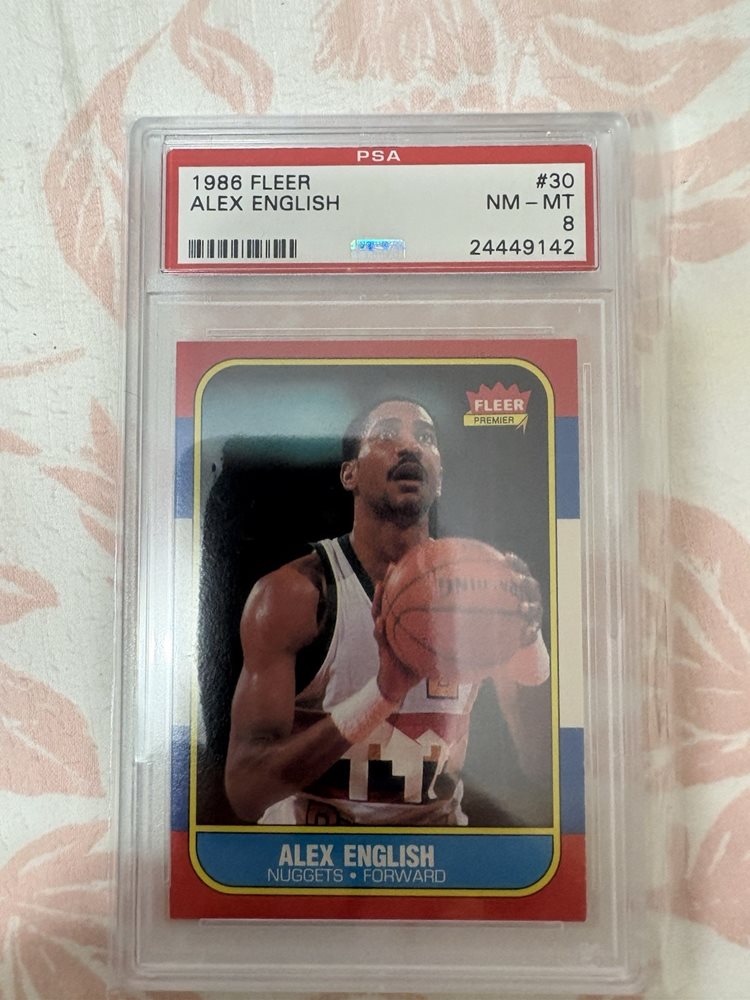 PSA
1986 FLEER #30
ALEX ENGLISH NM - MT
8
24449142
FLEER
PREMIER
ALEX ENGLISH
NUGGETS • FORWARD